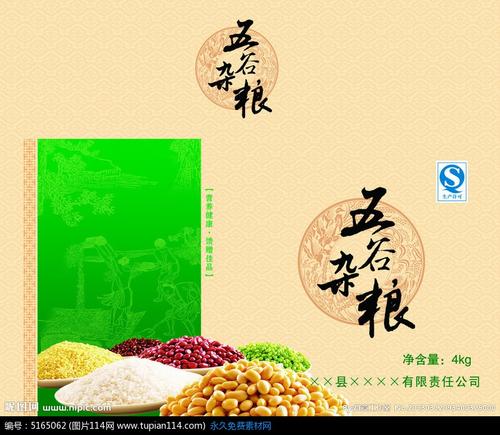 五谷杂粮
【营养健康·馈赠佳品】
生产许可
五谷杂粮
净含量：4kg
××县××××有限责任公司
昵图网
www.nipic.com
编号：5165062 (图片114网 www.tupian114.com) 永久免费素材网